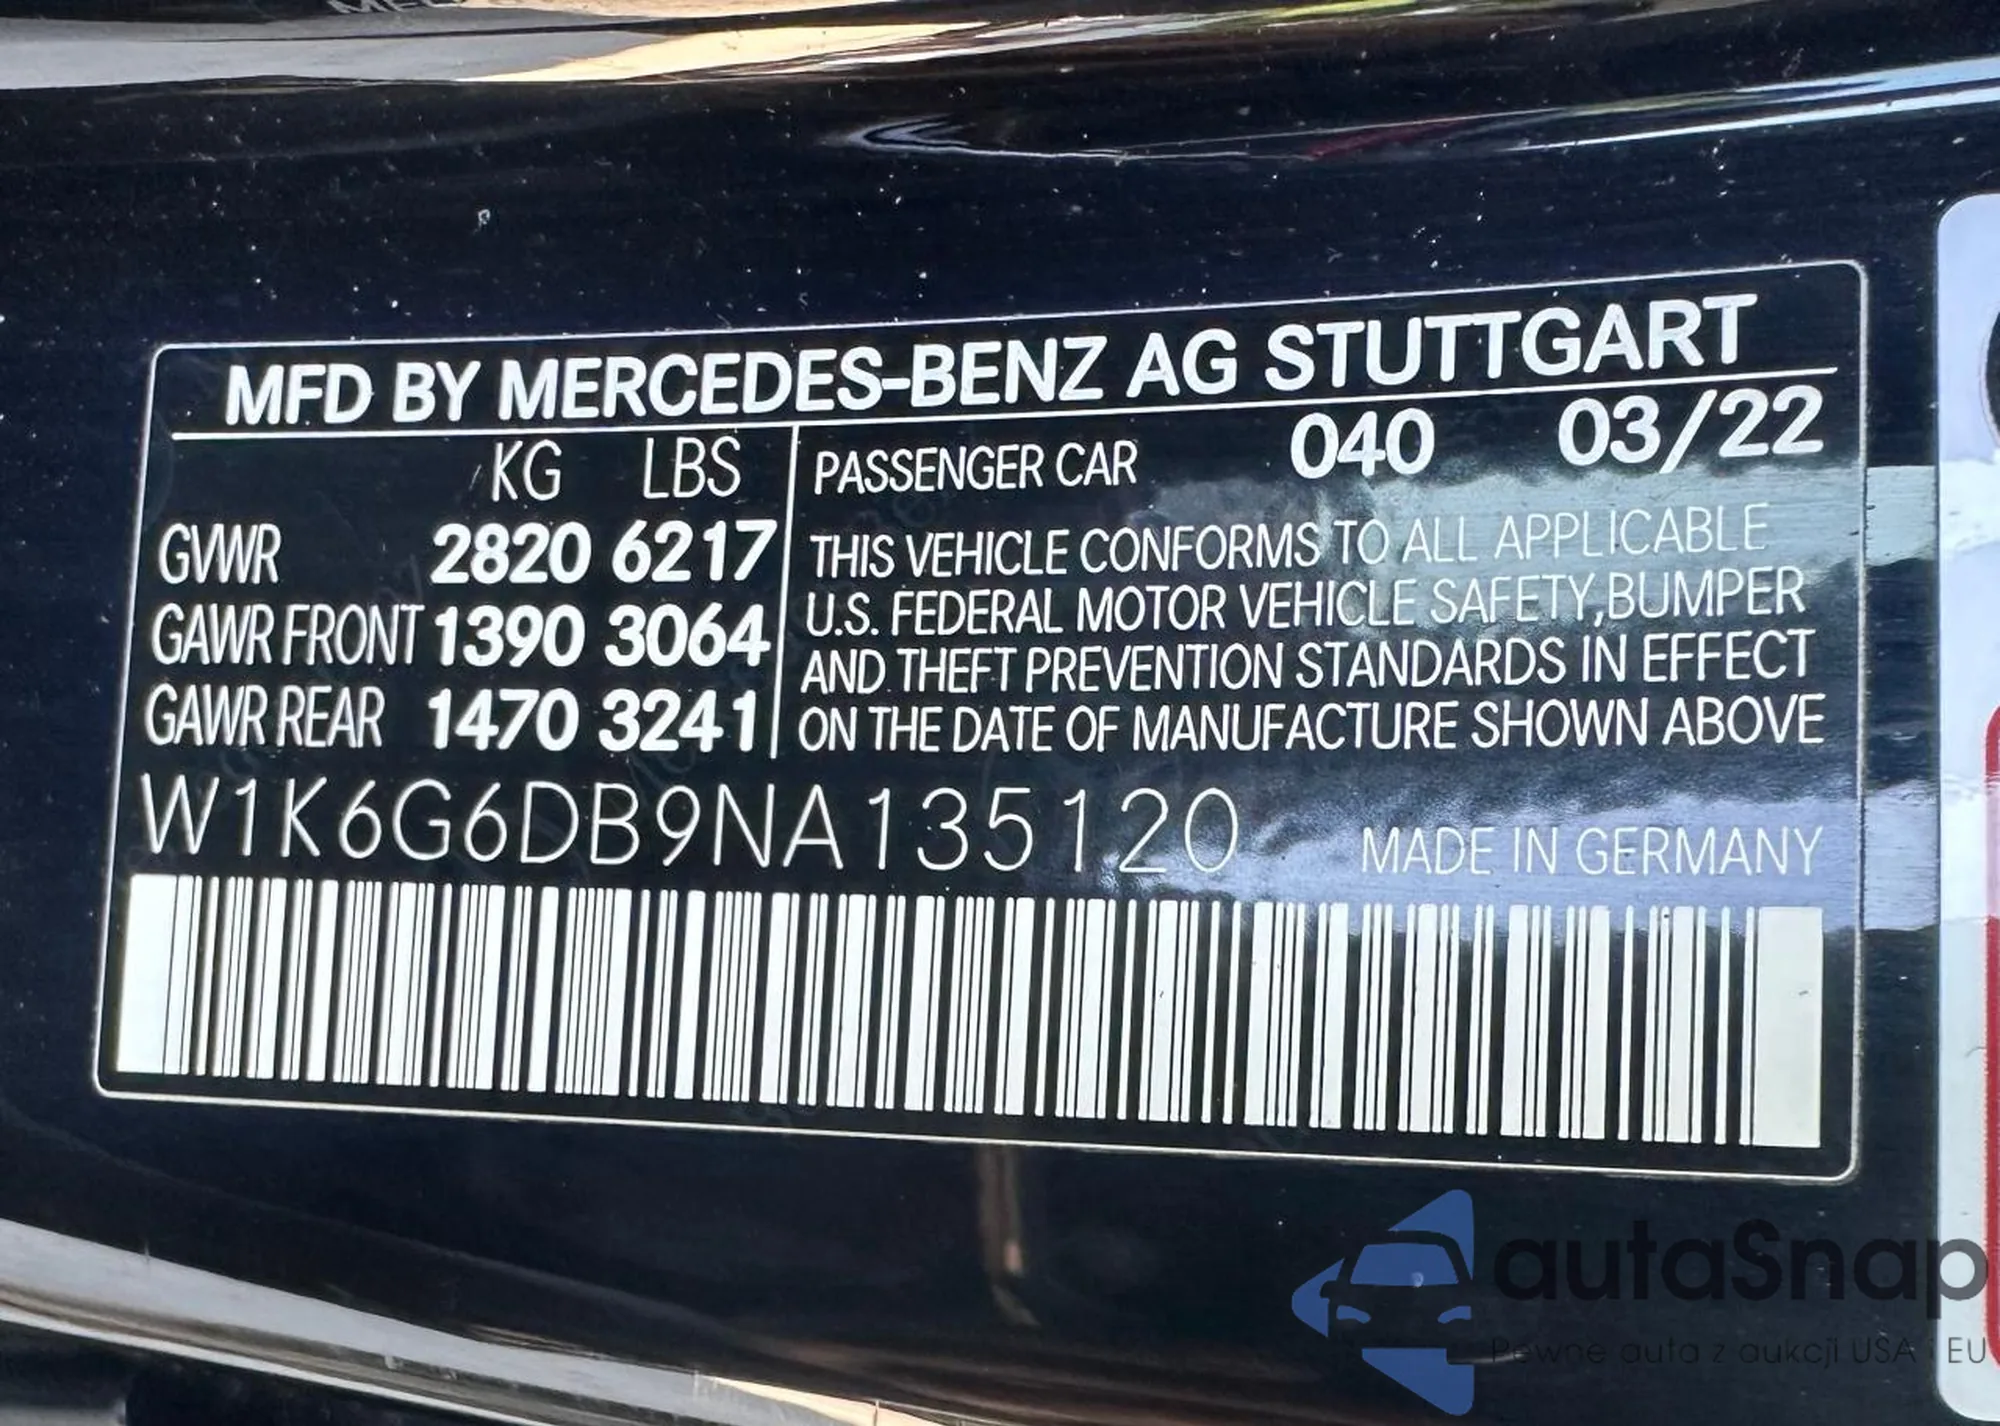 MFD BY MERCEDES-BENZ AG STUTTGART
KG LBS
GVWR 2820 6217
GAWR FRONT 1390 3064
GAWR REAR 1470 3241
PASSENGER CAR 040 03/22
THIS VEHICLE CONFORMS TO ALL APPLICABLE
U.S. FEDERAL MOTOR VEHICLE SAFETY,BUMPER
AND THEFT PREVENTION STANDARDS IN EFFECT
ON THE DATE OF MANUFACTURE SHOWN ABOVE
W1K6G6DB9NA135120 MADE IN GERMANY
autaSnap
Pewne auta z aukcji USA i EU